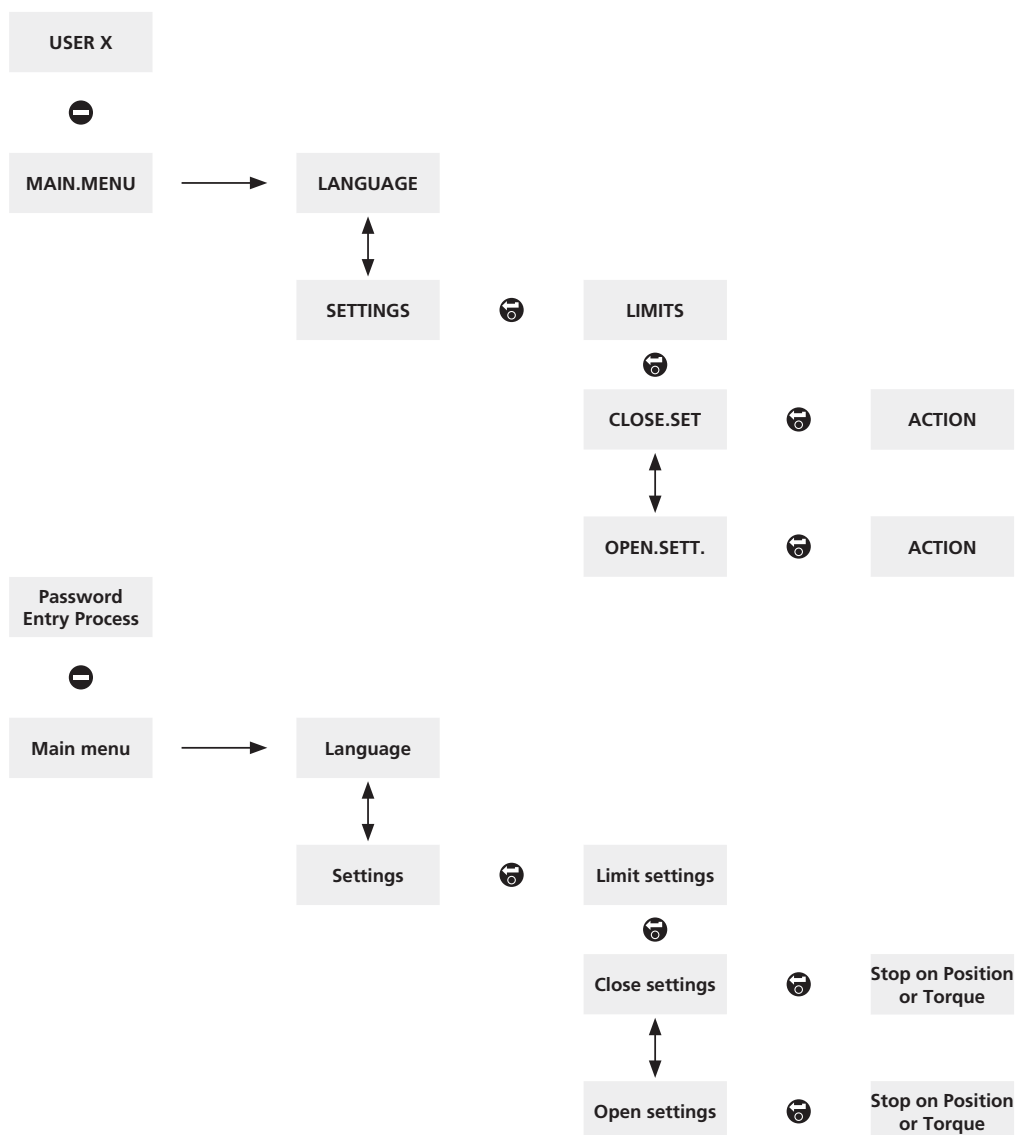 USER X
MAIN.MENU
LANGUAGE
SETTINGS
LIMITS
CLOSE.SET
ACTION
OPEN.SETT.
ACTION
Password
Entry Process
Main menu
Language
Settings
Limit settings
Close settings
Stop on Position
or Torque
Open settings
Stop on Position
or Torque